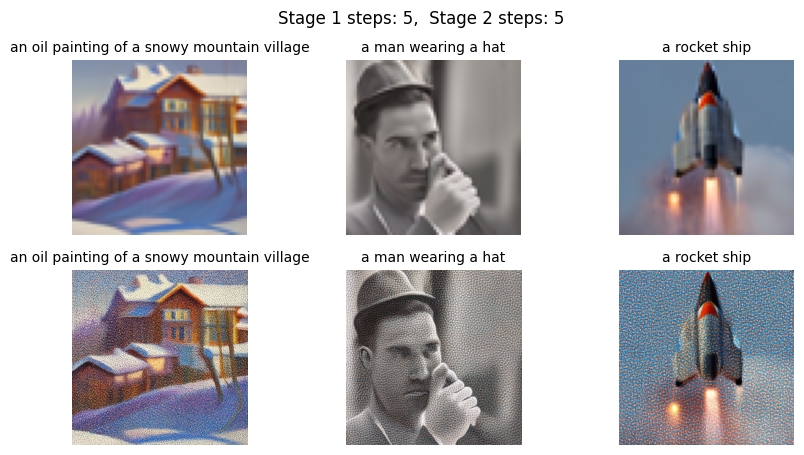 Stage 1 steps: 5,  Stage 2 steps: 5
an oil painting of a snowy mountain village
a man wearing a hat
a rocket ship
an oil painting of a snowy mountain village
a man wearing a hat
a rocket ship